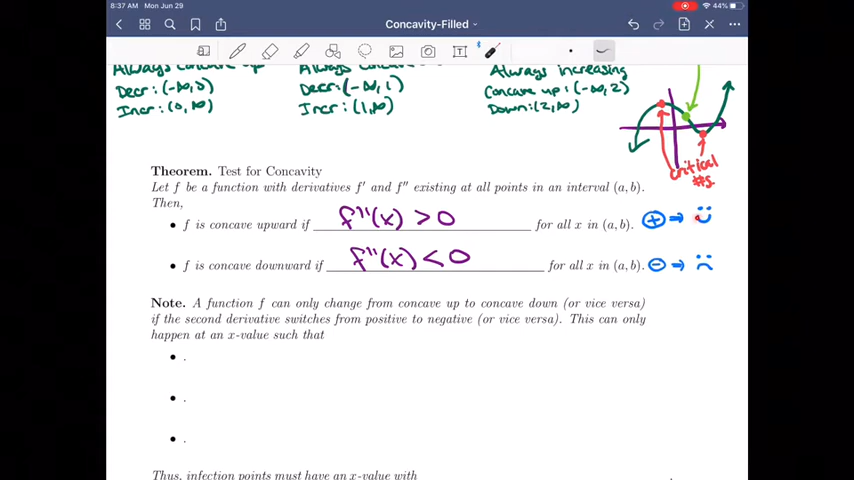 8:37 AM Mon Jun 29
44%
Concavity-Filled
T
Always concave up
Always
Always increasing
Decr: (-∞,0)
Decr: (-∞, 1)
Concave up: (-∞,2)
Incr: (0, ∞)
Incr: (1,∞)
Down: (2,∞)
critical
#s
Theorem. Test for Concavity
Let f be a function with derivatives f′ and f″ existing at all points in an interval (a, b).
Then,
• f is concave upward if f"(x) > 0 for all x in (a, b). + ⇒
• f is concave downward if f"(x) < 0 for all x in (a, b). − ⇒
Note. A function f can only change from concave up to concave down (or vice versa)
if the second derivative switches from positive to negative (or vice versa). This can only
happen at an x-value such that
• .
• .
• .
Thus, infection points must have an x-value with